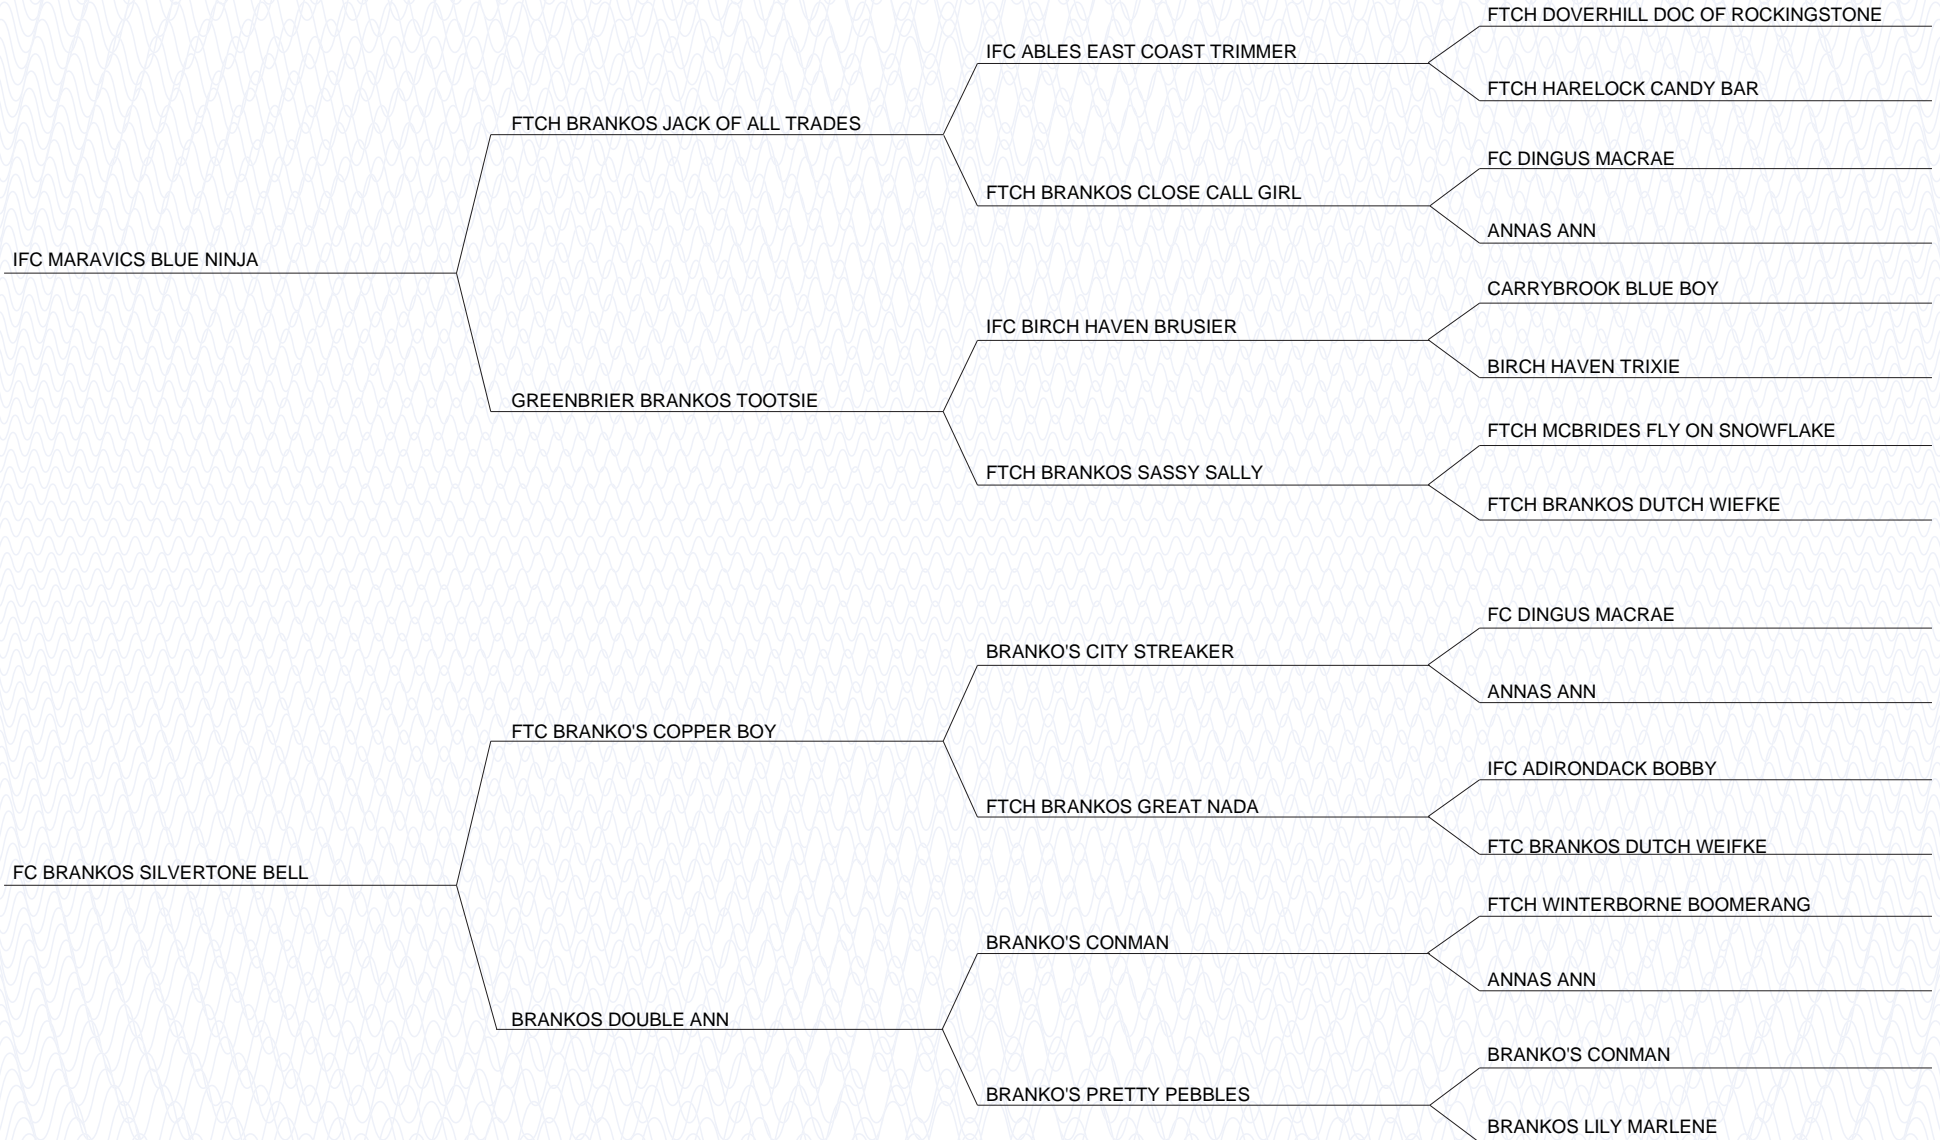 FTCH DOVERHILL DOC OF ROCKINGSTONE
IFC ABLES EAST COAST TRIMMER
FTCH HARELOCK CANDY BAR
FTCH BRANKOS JACK OF ALL TRADES
FC DINGUS MACRAE
FTCH BRANKOS CLOSE CALL GIRL
ANNAS ANN
IFC MARAVICS BLUE NINJA
CARRYBROOK BLUE BOY
IFC BIRCH HAVEN BRUSIER
BIRCH HAVEN TRIXIE
GREENBRIER BRANKOS TOOTSIE
FTCH MCBRIDES FLY ON SNOWFLAKE
FTCH BRANKOS SASSY SALLY
FTCH BRANKOS DUTCH WIEFKE
FC DINGUS MACRAE
BRANKO'S CITY STREAKER
ANNAS ANN
FTC BRANKO'S COPPER BOY
IFC ADIRONDACK BOBBY
FTCH BRANKOS GREAT NADA
FTC BRANKOS DUTCH WEIFKE
FC BRANKOS SILVERTONE BELL
FTCH WINTERBORNE BOOMERANG
BRANKO'S CONMAN
ANNAS ANN
BRANKOS DOUBLE ANN
BRANKO'S CONMAN
BRANKO'S PRETTY PEBBLES
BRANKOS LILY MARLENE